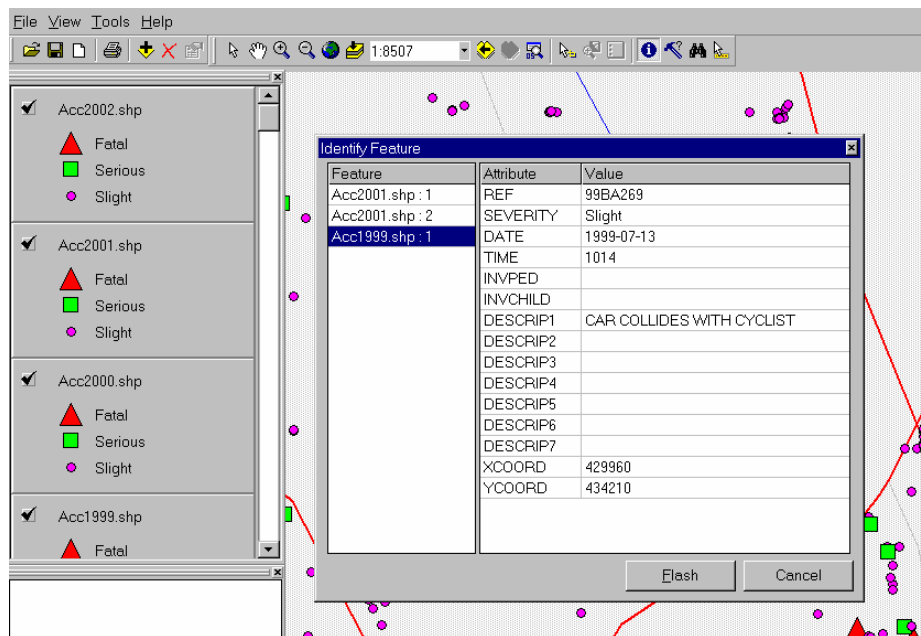 File View Tools Help
1:8507
Acc2002.shp
Fatal
Serious
Slight
Acc2001.shp
Fatal
Serious
Slight
Acc2000.shp
Fatal
Serious
Slight
Acc1999.shp
Fatal
Identify Feature
Feature
Acc2001.shp : 1
Acc2001.shp : 2
Acc1999.shp : 1
Attribute Value
REF 99BA269
SEVERITY Slight
DATE 1999-07-13
TIME 1014
INVPED
INVCHILD
DESCRIP1 CAR COLLIDES WITH CYCLIST
DESCRIP2
DESCRIP3
DESCRIP4
DESCRIP5
DESCRIP6
DESCRIP7
XCOORD 429960
YCOORD 434210
Flash Cancel